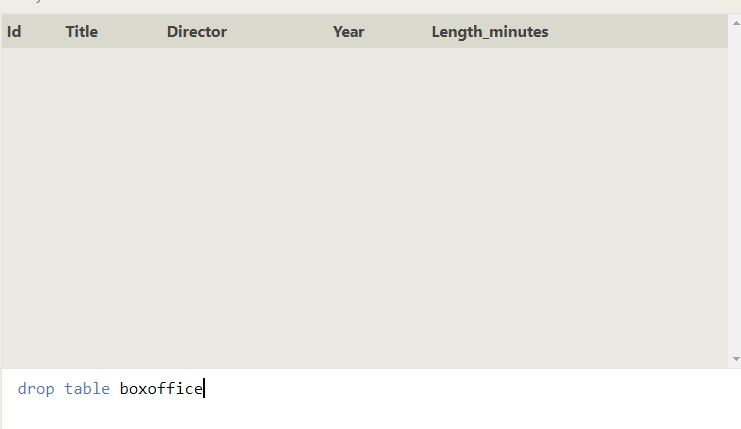 Id Title Director Year Length_minutes
drop table boxoffice